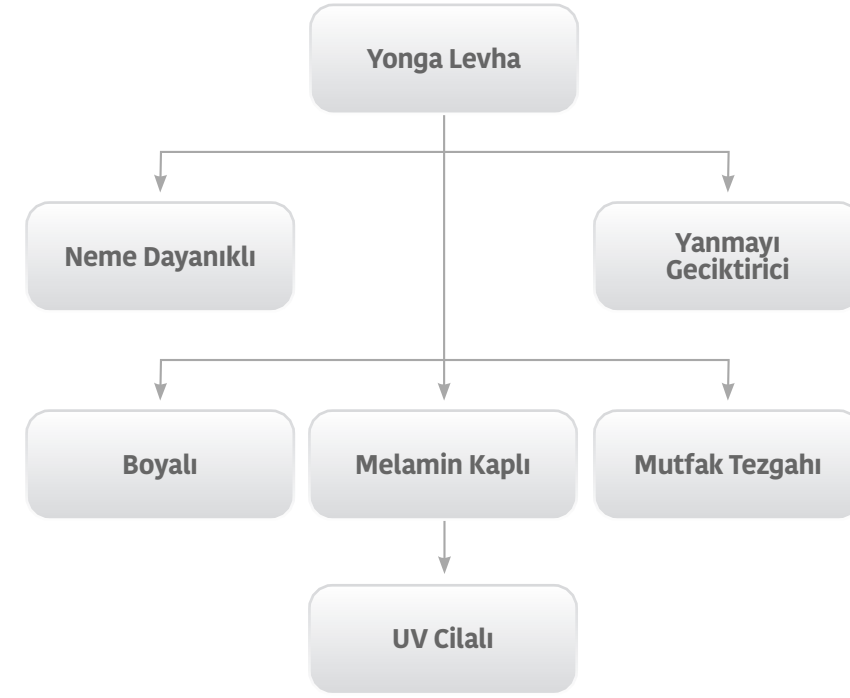 Yonga Levha
Neme Dayanıklı
Yanmayı
Geciktirici
Boyalı
Melamin Kaplı
Mutfak Tezgahı
UV Cilalı